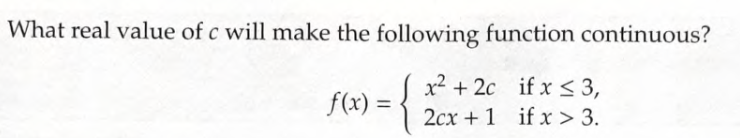 What real value of c will make the following function continuous?
f(x) = { x² + 2c if x ≤ 3,
2cx + 1 if x > 3.